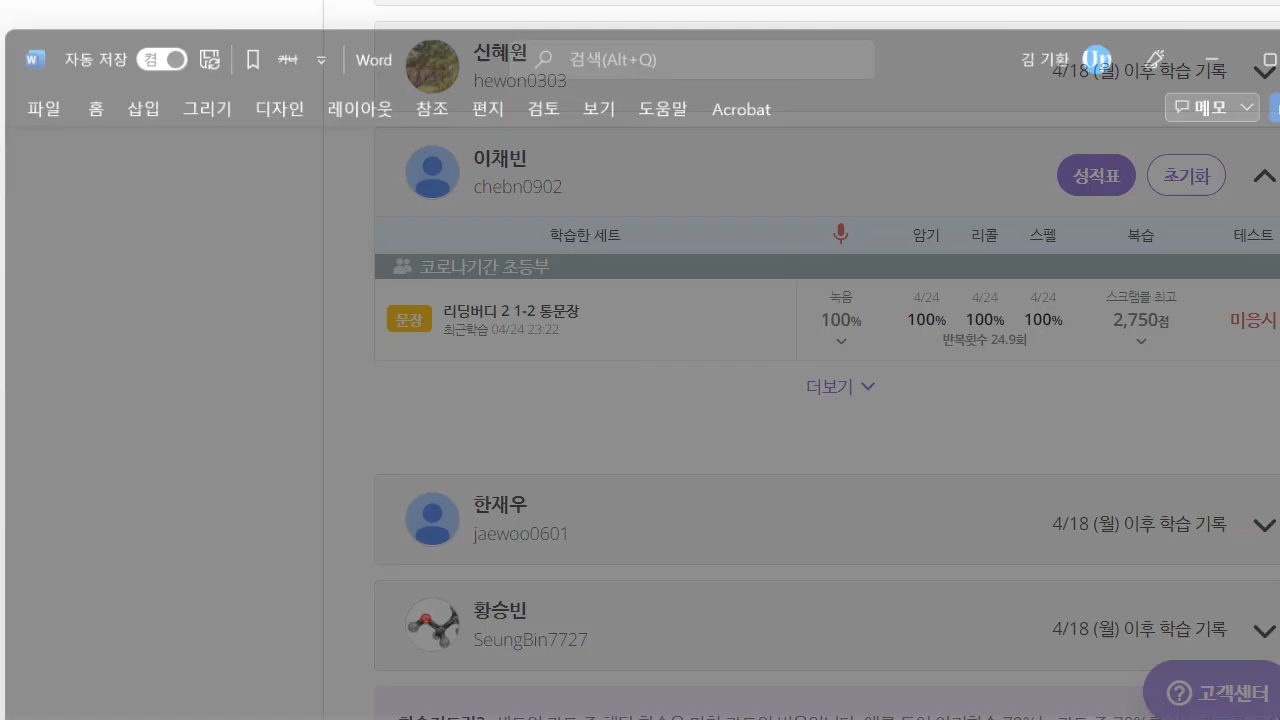 자동 저장 켬 가나 Word 검색(Alt+Q) 김 기환
신혜원
hewon0303
4/18 (월) 이후 학습 기록
파일 홈 삽입 그리기 디자인 레이아웃 참조 편지 검토 보기 도움말 Acrobat 메모
이채빈
chebn0902
성적표 초기화
학습한 세트 암기 리콜 스펠 복습 테스트
코로나기간 초등부
문장 리딩버디 2 1-2 통문장
최근학습 04/24 23:22
녹음 4/24 4/24 4/24 스크램블 최고
100% 100% 100% 100% 2,750점 미응시
반복횟수 24.9회
더보기
한재우
jaewoo0601
4/18 (월) 이후 학습 기록
황승빈
SeungBin7727
4/18 (월) 이후 학습 기록
고객센터